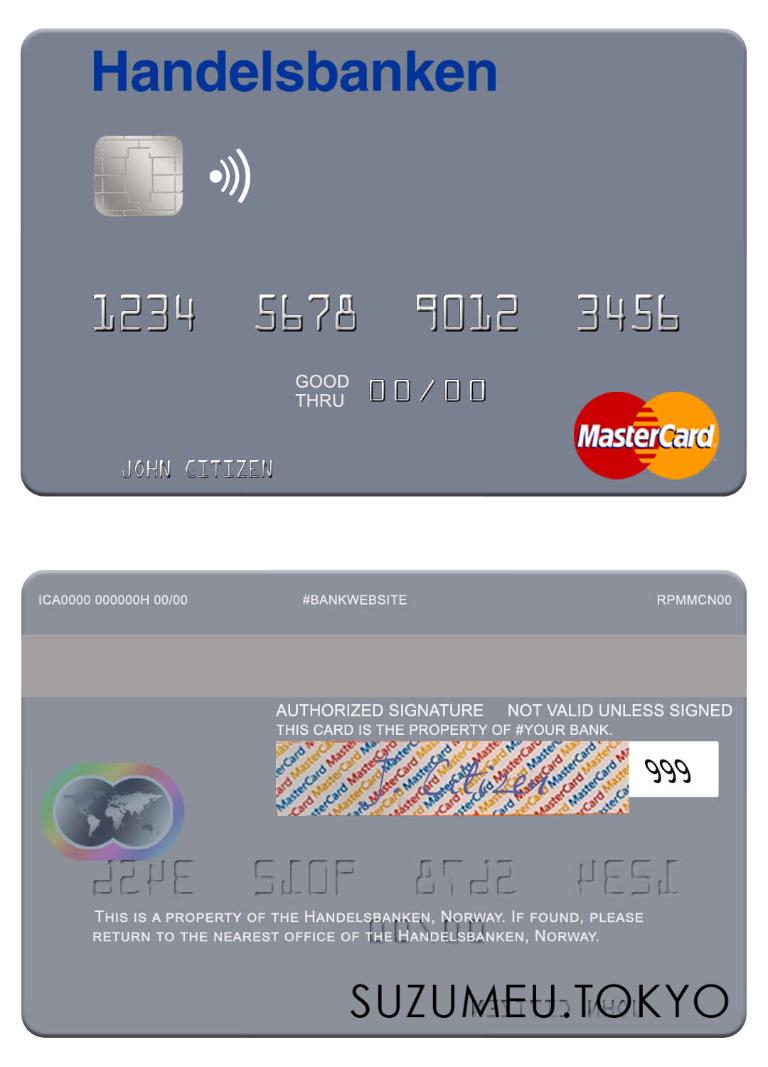 Handelsbanken
1234 5678 9012 3456
GOOD THRU 00/00
MasterCard
JOHN CITIZEN
ICA0000 000000H 00/00 #BANKWEBSITE RPMMCN00
AUTHORIZED SIGNATURE NOT VALID UNLESS SIGNED
THIS CARD IS THE PROPERTY OF #YOUR BANK.
J. Citizen 999
THIS IS A PROPERTY OF THE HANDELSBANKEN, NORWAY. IF FOUND, PLEASE
RETURN TO THE NEAREST OFFICE OF THE HANDELSBANKEN, NORWAY.
SUZUMEU.TOKYO